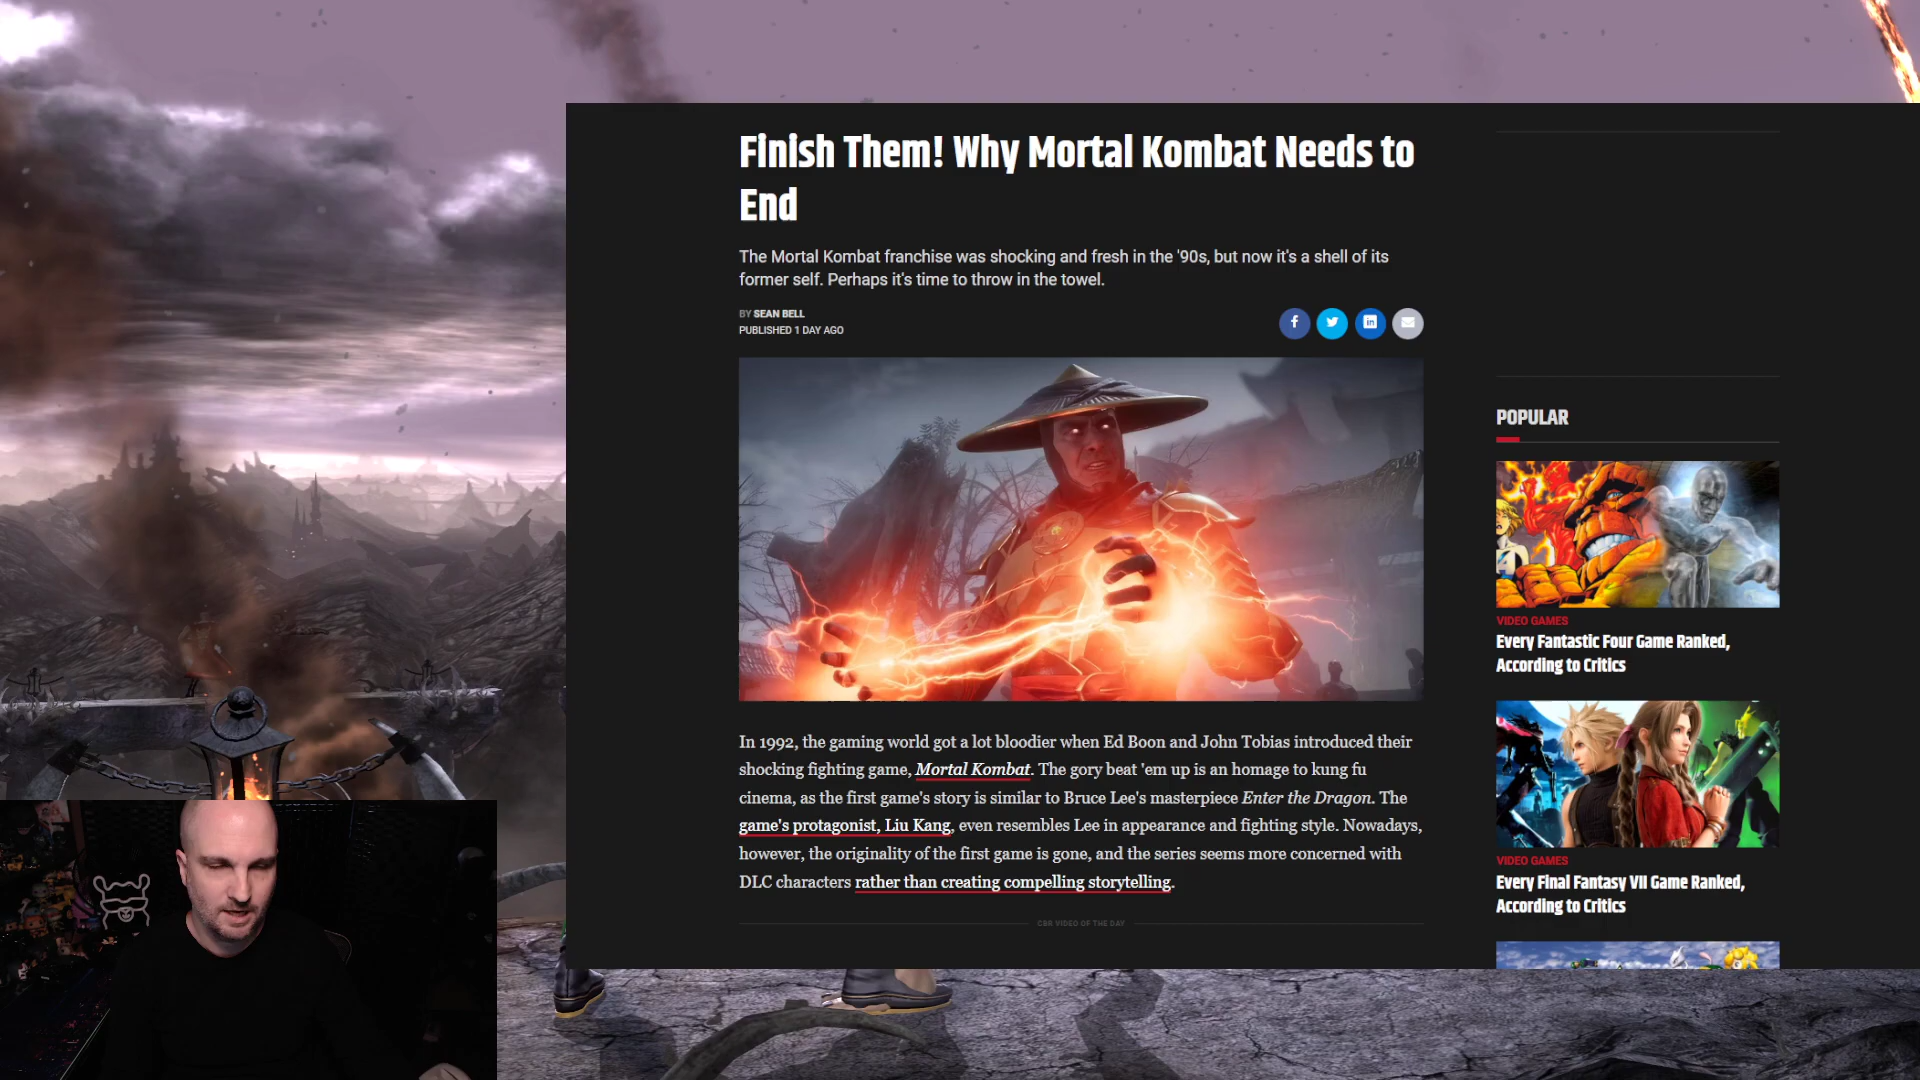 Finish Them! Why Mortal Kombat Needs to
End
The Mortal Kombat franchise was shocking and fresh in the '90s, but now it's a shell of its
former self. Perhaps it's time to throw in the towel.
BY SEAN BELL
PUBLISHED 1 DAY AGO
In 1992, the gaming world got a lot bloodier when Ed Boon and John Tobias introduced their
shocking fighting game, Mortal Kombat. The gory beat 'em up is an homage to kung fu
cinema, as the first game's story is similar to Bruce Lee's masterpiece Enter the Dragon. The
game's protagonist, Liu Kang, even resembles Lee in appearance and fighting style. Nowadays,
however, the originality of the first game is gone, and the series seems more concerned with
DLC characters rather than creating compelling storytelling.
CBR VIDEO OF THE DAY
POPULAR
VIDEO GAMES
Every Fantastic Four Game Ranked,
According to Critics
VIDEO GAMES
Every Final Fantasy VII Game Ranked,
According to Critics